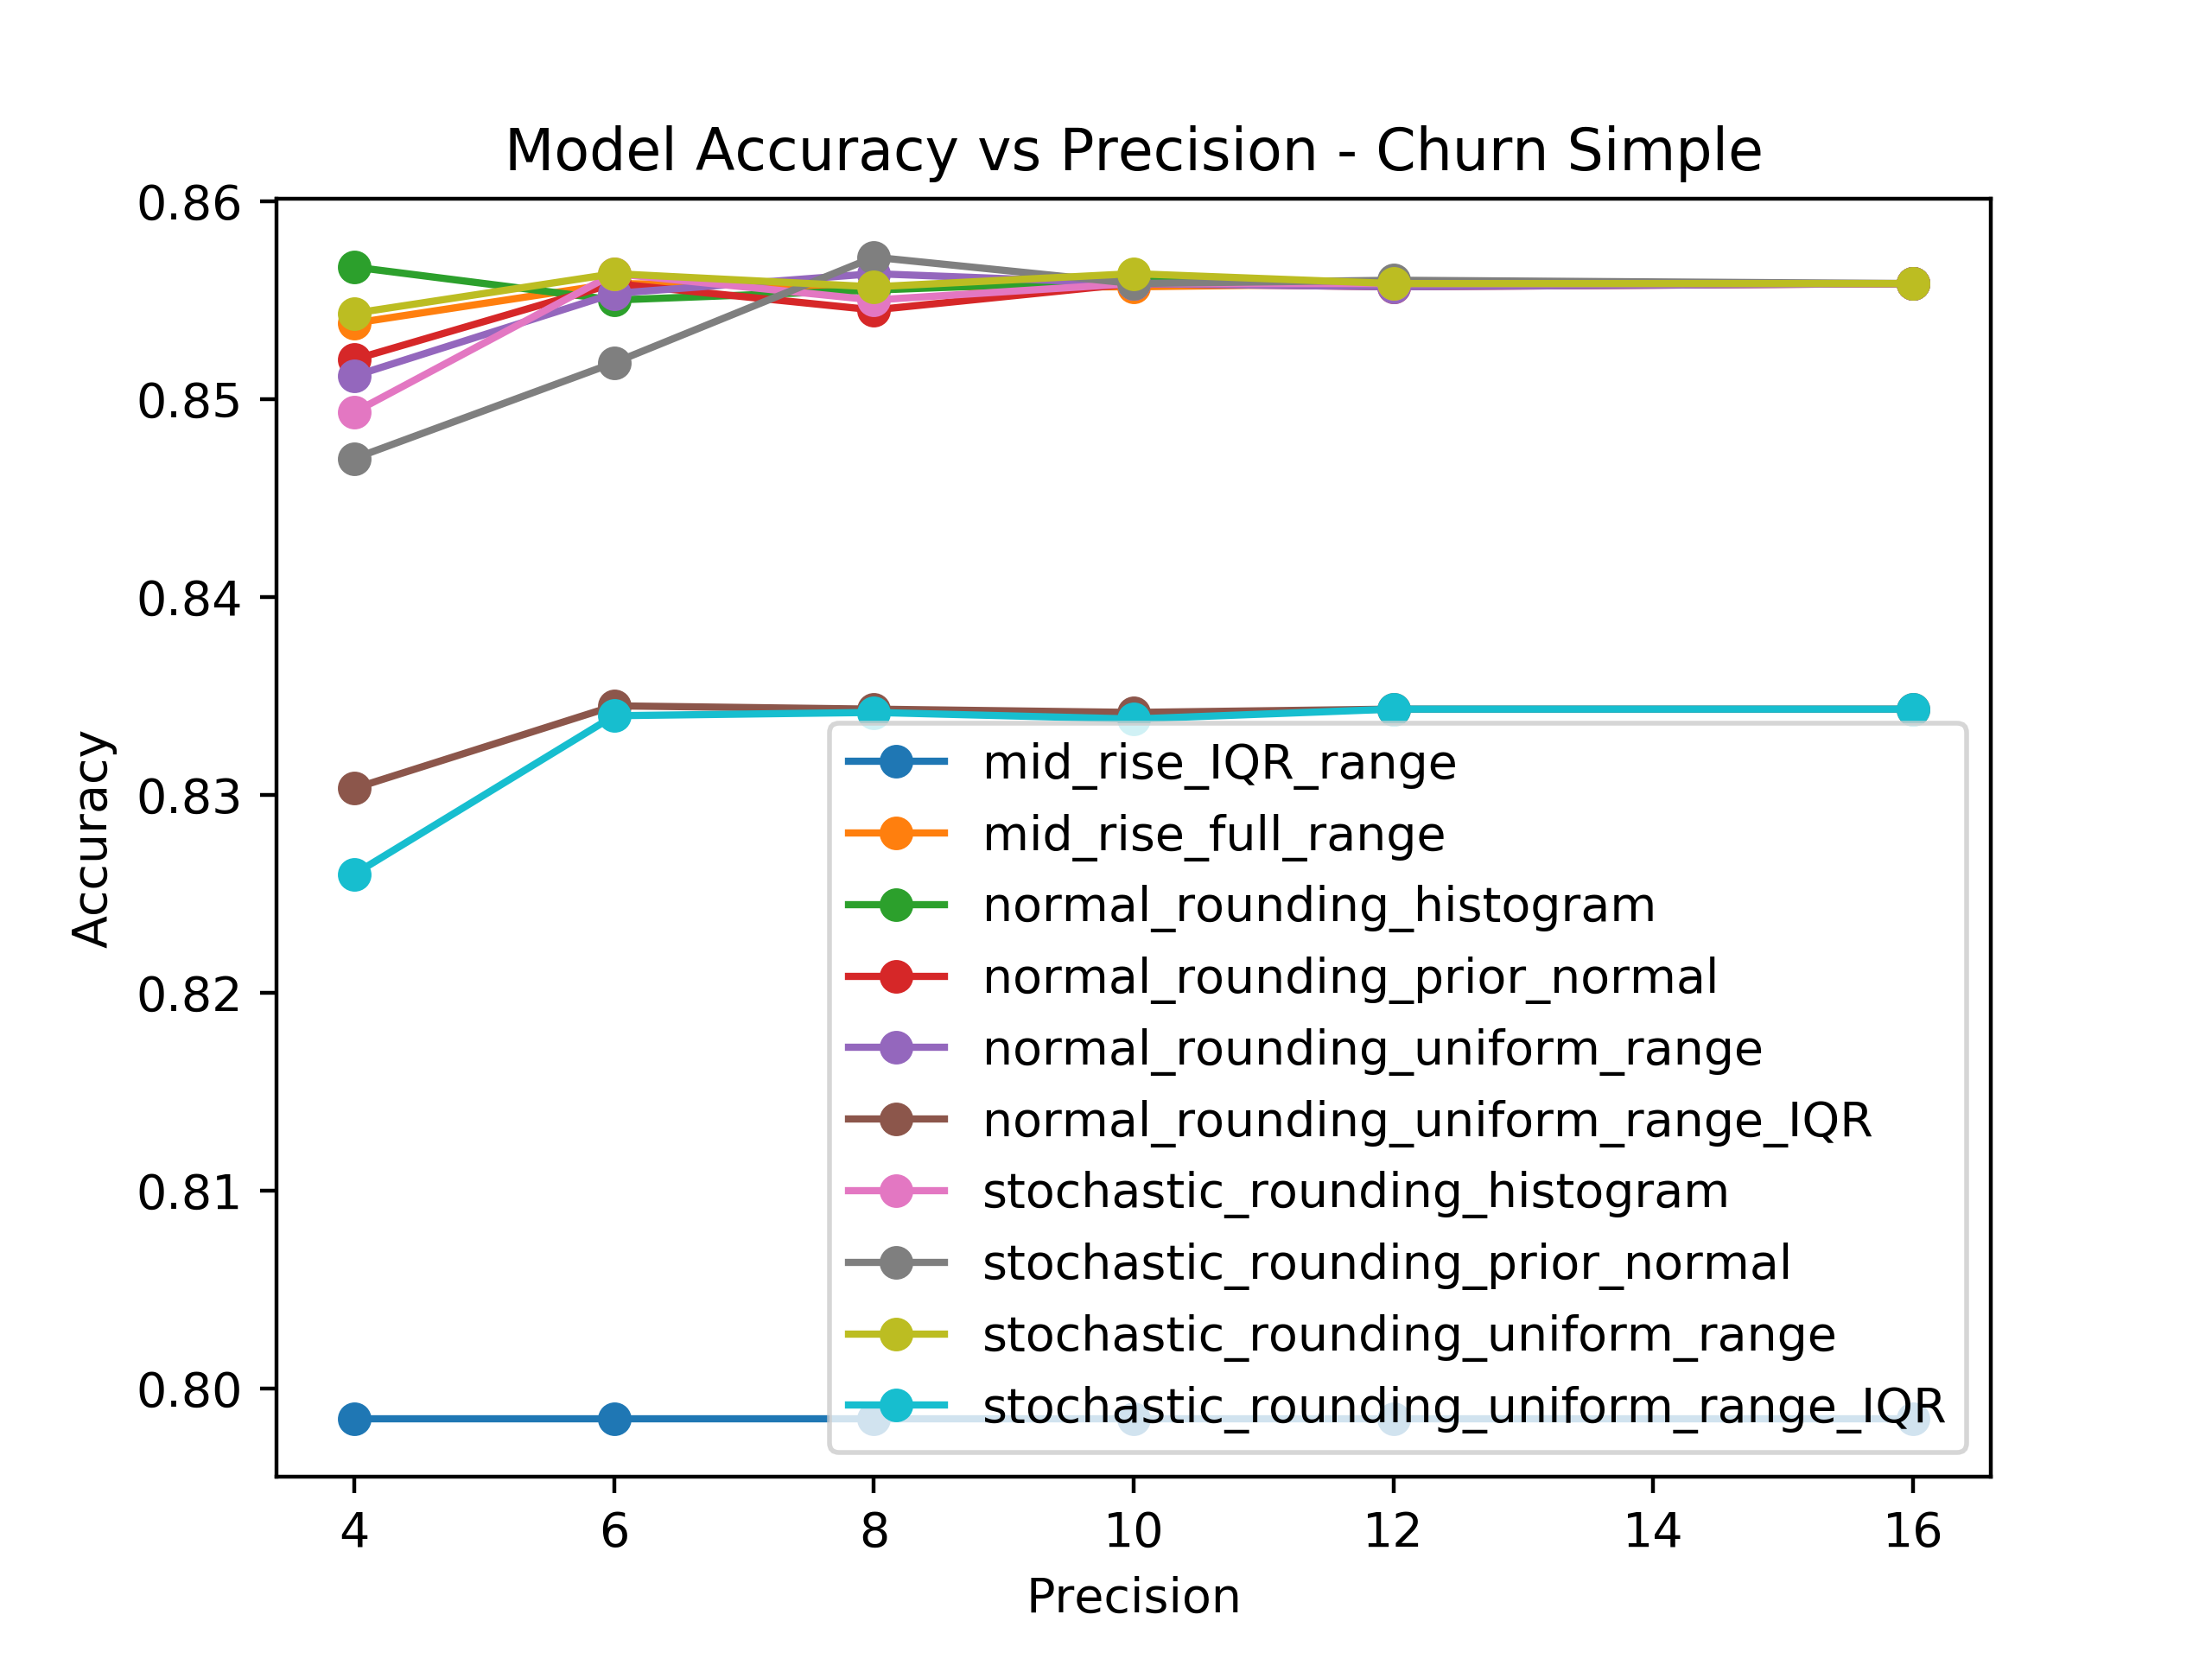 Model Accuracy vs Precision - Churn Simple
0.86
0.85
0.84
0.83
0.82
0.81
0.80
Accuracy
mid_rise_IQR_range
mid_rise_full_range
normal_rounding_histogram
normal_rounding_prior_normal
normal_rounding_uniform_range
normal_rounding_uniform_range_IQR
stochastic_rounding_histogram
stochastic_rounding_prior_normal
stochastic_rounding_uniform_range
stochastic_rounding_uniform_range_IQR
4 6 8 10 12 14 16
Precision